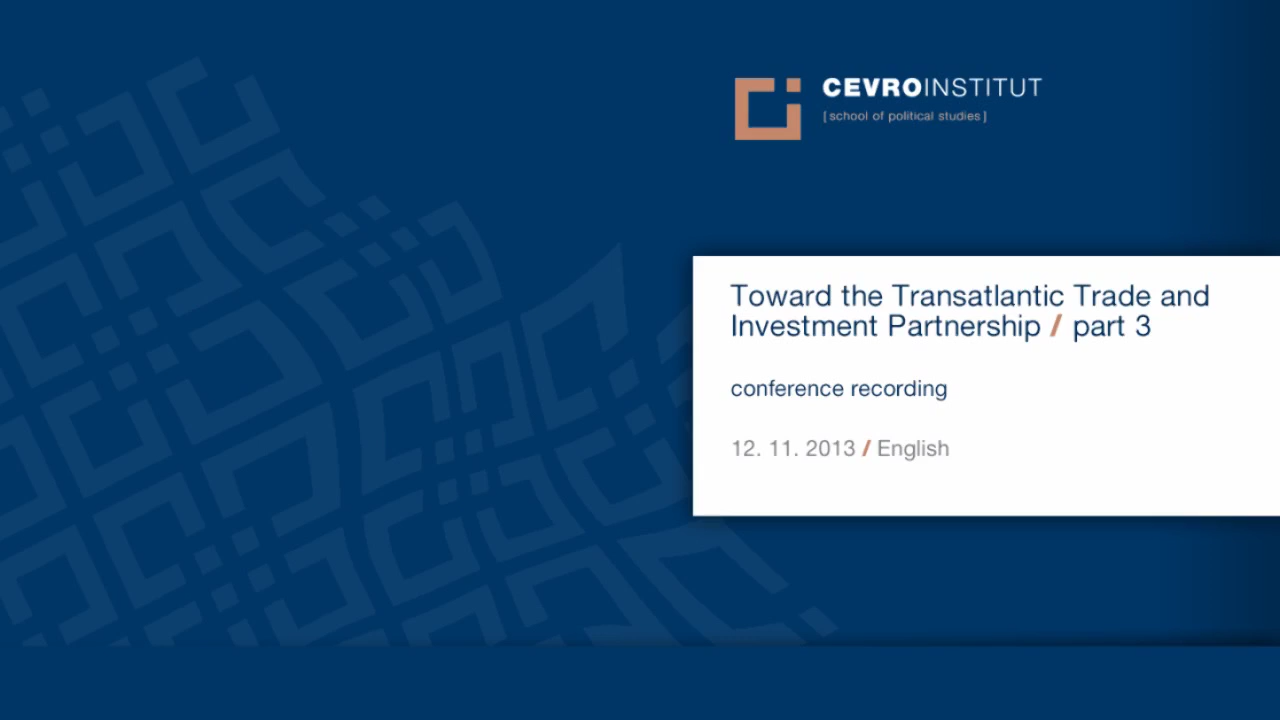 CEVROINSTITUT
[school of political studies]
Toward the Transatlantic Trade and
Investment Partnership / part 3
conference recording
12. 11. 2013 / English